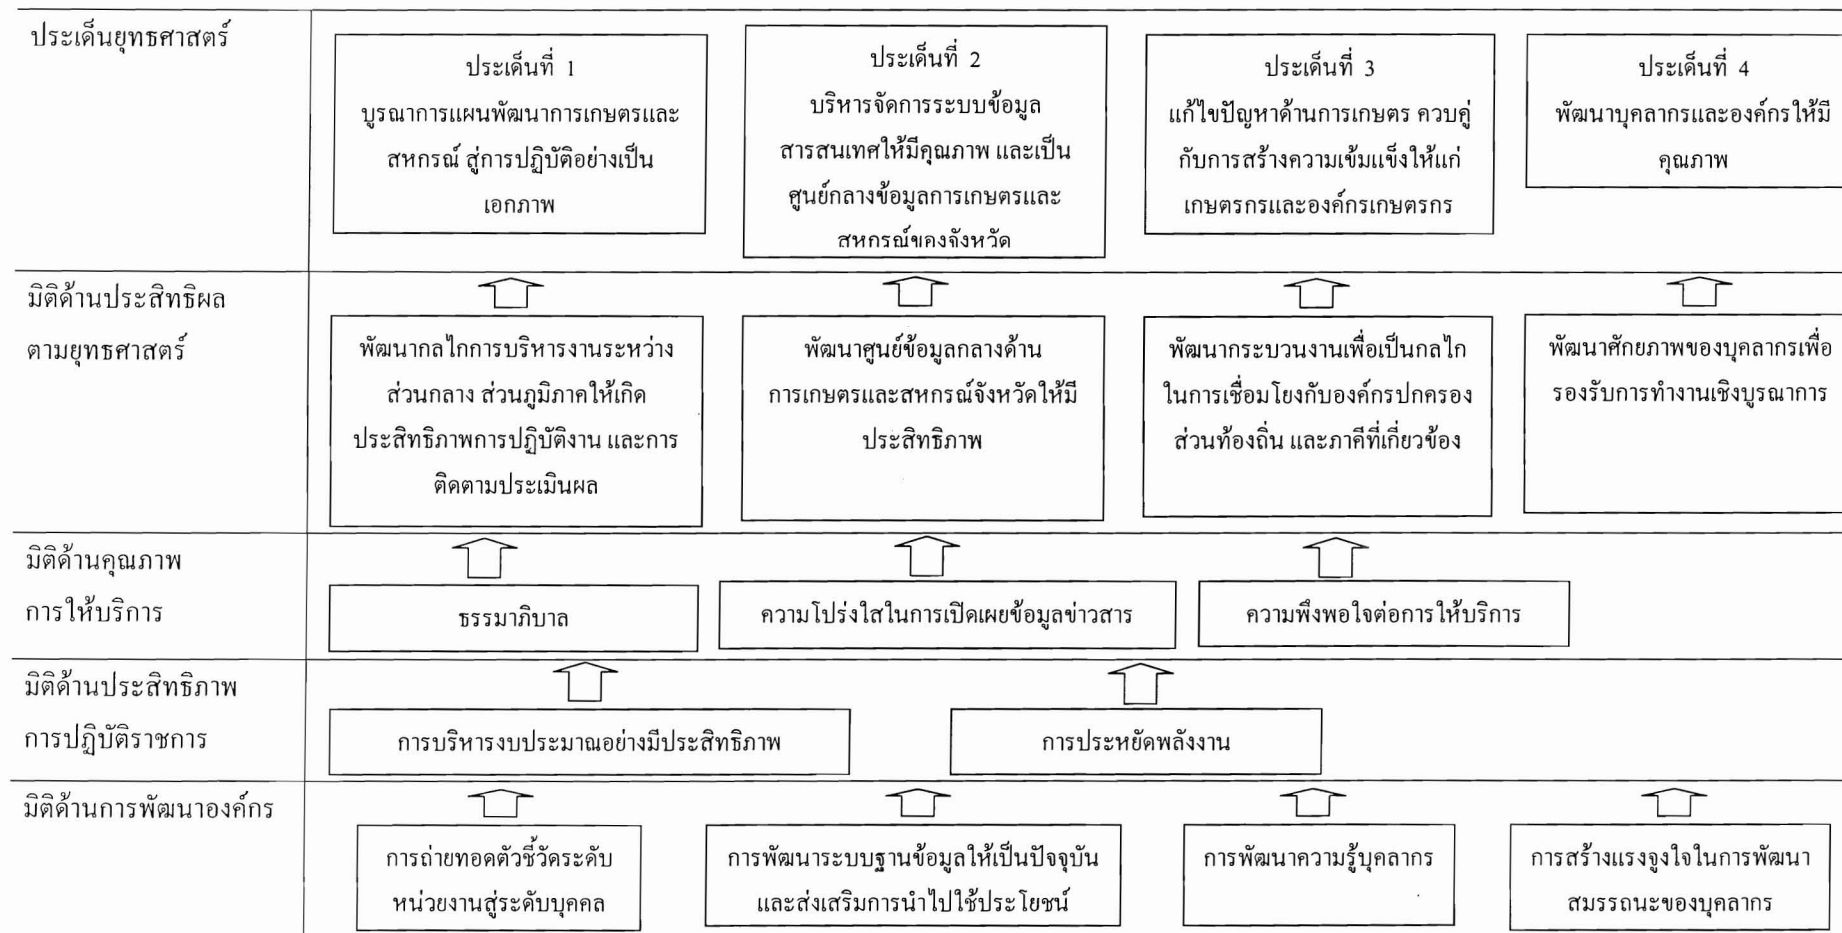 ประเด็นยุทธศาสตร์
ประเด็นที่ 1
บูรณาการแผนพัฒนาการเกษตรและ
สหกรณ์ สู่การปฏิบัติอย่างเป็น
เอกภาพ
ประเด็นที่ 2
บริหารจัดการระบบข้อมูล
สารสนเทศให้มีคุณภาพ และเป็น
ศูนย์กลางข้อมูลการเกษตรและ
สหกรณ์ของจังหวัด
ประเด็นที่ 3
แก้ไขปัญหาด้านการเกษตร ควบคู่
กับการสร้างความเข้มแข็งให้แก่
เกษตรกรและองค์กรเกษตรกร
ประเด็นที่ 4
พัฒนาบุคลากรและองค์กรให้มี
คุณภาพ
มิติด้านประสิทธิผล
ตามยุทธศาสตร์
พัฒนากลไกการบริหารงานระหว่าง
ส่วนกลาง ส่วนภูมิภาคให้เกิด
ประสิทธิภาพการปฏิบัติงาน และการ
ติดตามประเมินผล
พัฒนาศูนย์ข้อมูลกลางด้าน
การเกษตรและสหกรณ์จังหวัดให้มี
ประสิทธิภาพ
พัฒนากระบวนงานเพื่อเป็นกลไก
ในการเชื่อมโยงกับองค์กรปกครอง
ส่วนท้องถิ่น และภาคีที่เกี่ยวข้อง
พัฒนาศักยภาพของบุคลากรเพื่อ
รองรับการทำงานเชิงบูรณาการ
มิติด้านคุณภาพ
การให้บริการ
ธรรมาภิบาล
ความโปร่งใสในการเปิดเผยข้อมูลข่าวสาร
ความพึงพอใจต่อการให้บริการ
มิติด้านประสิทธิภาพ
การปฏิบัติราชการ
การบริหารงบประมาณอย่างมีประสิทธิภาพ
การประหยัดพลังงาน
มิติด้านการพัฒนาองค์กร
การถ่ายทอดตัวชี้วัดระดับ
หน่วยงานสู่ระดับบุคคล
การพัฒนาระบบฐานข้อมูลให้เป็นปัจจุบัน
และส่งเสริมการนำไปใช้ประโยชน์
การพัฒนาความรู้บุคลากร
การสร้างแรงจูงใจในการพัฒนา
สมรรถนะของบุคลากร